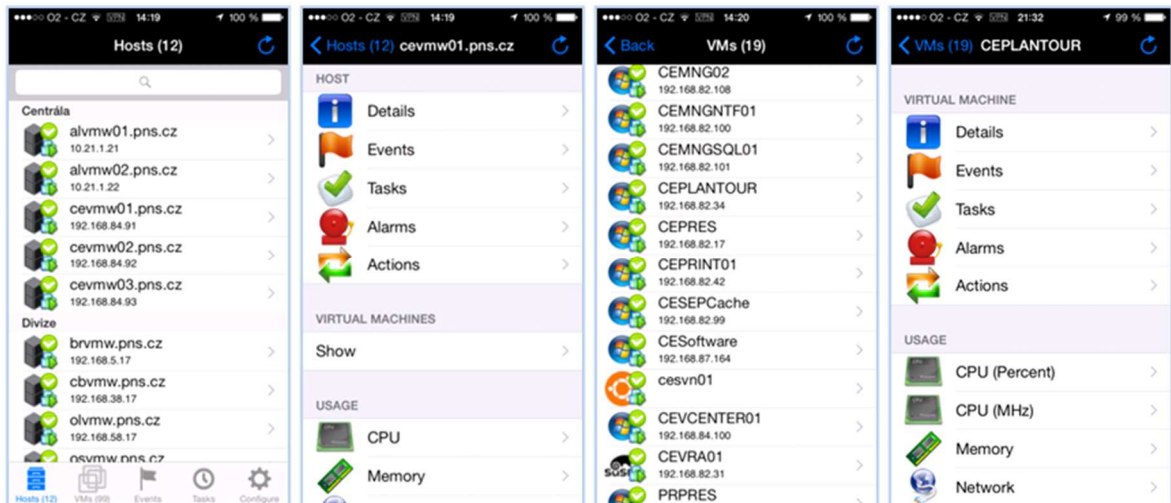 O2 - CZ VPN 14:19 100 %
Hosts (12)
Centrála
alvmw01.pns.cz
10.21.1.21
alvmw02.pns.cz
10.21.1.22
cevmw01.pns.cz
192.168.84.91
cevmw02.pns.cz
192.168.84.92
cevmw03.pns.cz
192.168.84.93
Divize
brvmw.pns.cz
192.168.5.17
cbvmw.pns.cz
192.168.38.17
olvmw.pns.cz
192.168.58.17
osvmw.pns.cz
Hosts (12) VMs (99) Events Tasks Configure
O2 - CZ VPN 14:19 100 %
Hosts (12) cevmw01.pns.cz
HOST
Details
Events
Tasks
Alarms
Actions
VIRTUAL MACHINES
Show
USAGE
CPU
Memory
O2 - CZ VPN 14:20 100 %
Back VMs (19)
CEMNG02
192.168.82.108
CEMNGNTF01
192.168.82.100
CEMNGSQL01
192.168.82.101
CEPLANTOUR
192.168.82.34
CEPRES
192.168.82.17
CEPRINT01
192.168.82.42
CESEPCache
192.168.82.99
CESoftware
192.168.87.164
cesvn01
CEVCENTER01
192.168.84.100
CEVRA01
192.168.82.31
PRPRES
O2 - CZ VPN 21:32 99 %
VMs (19) CEPLANTOUR
VIRTUAL MACHINE
Details
Events
Tasks
Alarms
Actions
USAGE
CPU (Percent)
CPU (MHz)
Memory
Network